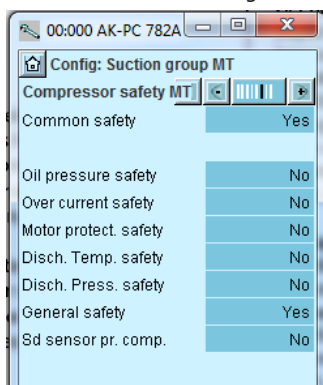 00:000 AK-PC 782A
Config: Suction group MT
Compressor safety MT
Common safety Yes
Oil pressure safety No
Over current safety No
Motor protect. safety No
Disch. Temp. safety No
Disch. Press. safety No
General safety Yes
Sd sensor pr. comp. No